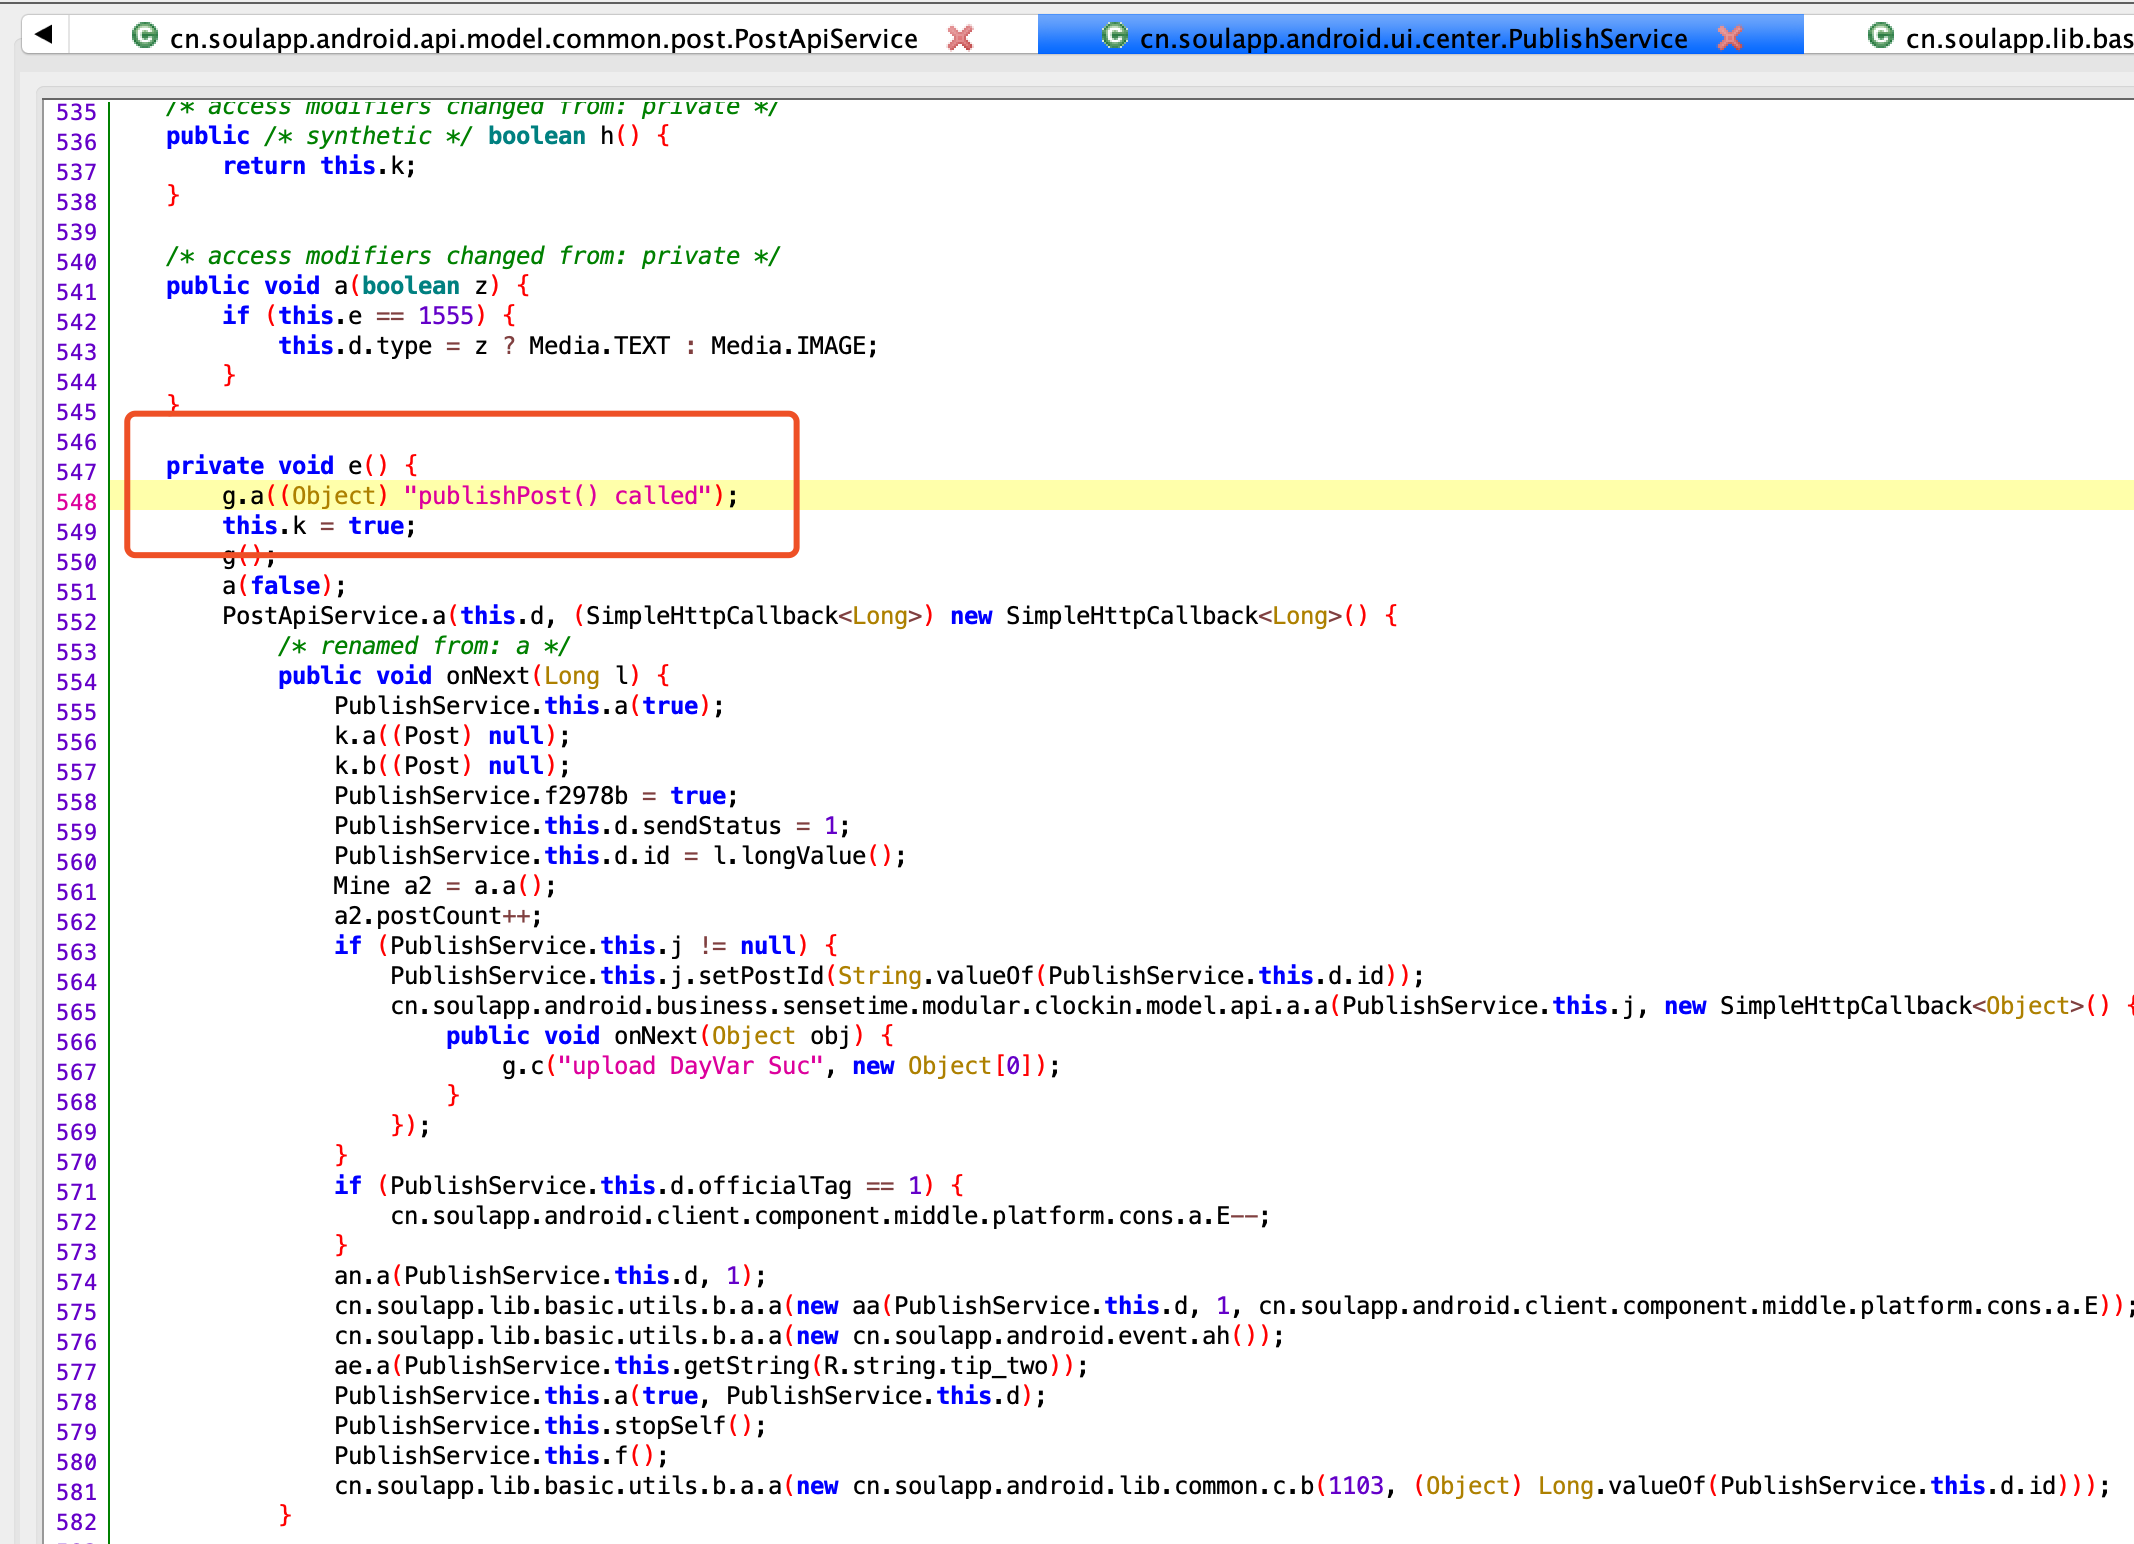 cn.soulapp.android.api.model.common.post.PostApiService
cn.soulapp.android.ui.center.PublishService
cn.soulapp.lib.bas
535 /* access modifiers changed from: private */
536 public /* synthetic */ boolean h() {
537 return this.k;
538 }
539
540 /* access modifiers changed from: private */
541 public void a(boolean z) {
542 if (this.e == 1555) {
543 this.d.type = z ? Media.TEXT : Media.IMAGE;
544 }
545 }
546
547 private void e() {
548 g.a((Object) "publishPost() called");
549 this.k = true;
550 g();
551 a(false);
552 PostApiService.a(this.d, (SimpleHttpCallback<Long>) new SimpleHttpCallback<Long>() {
553 /* renamed from: a */
554 public void onNext(Long l) {
555 PublishService.this.a(true);
556 k.a((Post) null);
557 k.b((Post) null);
558 PublishService.f2978b = true;
559 PublishService.this.d.sendStatus = 1;
560 PublishService.this.d.id = l.longValue();
561 Mine a2 = a.a();
562 a2.postCount++;
563 if (PublishService.this.j != null) {
564 PublishService.this.j.setPostId(String.valueOf(PublishService.this.d.id));
565 cn.soulapp.android.business.sensetime.modular.clockin.model.api.a.a(PublishService.this.j, new SimpleHttpCallback<Object>() {
566 public void onNext(Object obj) {
567 g.c("upload DayVar Suc", new Object[0]);
568 }
569 });
570 }
571 if (PublishService.this.d.officialTag == 1) {
572 cn.soulapp.android.client.component.middle.platform.cons.a.E--;
573 }
574 an.a(PublishService.this.d, 1);
575 cn.soulapp.lib.basic.utils.b.a.a(new aa(PublishService.this.d, 1, cn.soulapp.android.client.component.middle.platform.cons.a.E));
576 cn.soulapp.lib.basic.utils.b.a.a(new cn.soulapp.android.event.ah());
577 ae.a(PublishService.this.getString(R.string.tip_two));
578 PublishService.this.a(true, PublishService.this.d);
579 PublishService.this.stopSelf();
580 PublishService.this.f();
581 cn.soulapp.lib.basic.utils.b.a.a(new cn.soulapp.android.lib.common.c.b(1103, (Object) Long.valueOf(PublishService.this.d.id)));
582 }